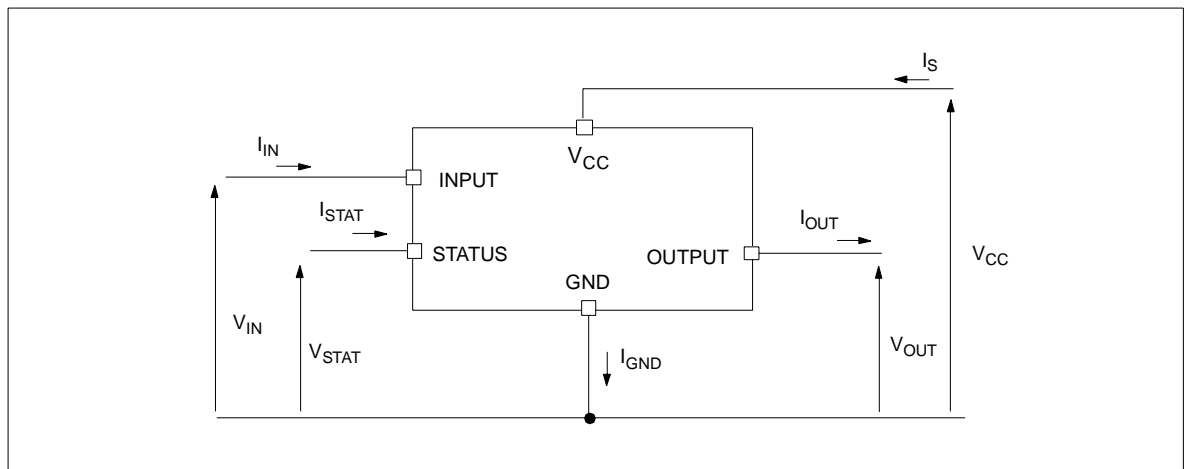 I_S
V_CC
I_IN
INPUT
I_STAT
I_OUT
STATUS
OUTPUT
V_CC
GND
V_IN
V_STAT
I_GND
V_OUT